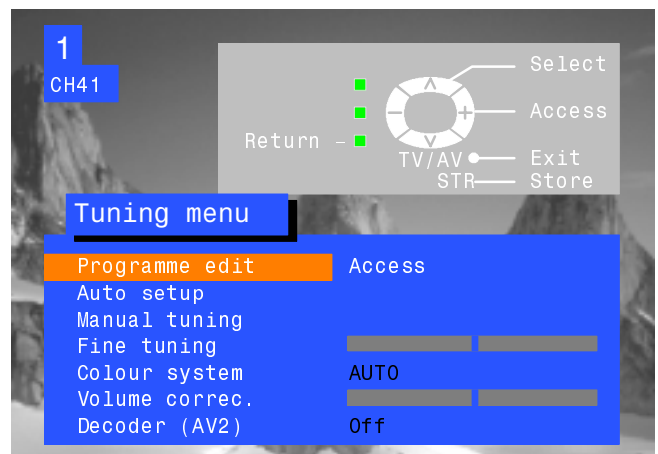 1
CH41
Select
Access
Return –
TV/AV Exit
STR Store
Tuning menu
Programme edit Access
Auto setup
Manual tuning
Fine tuning
Colour system AUTO
Volume correc.
Decoder (AV2) Off